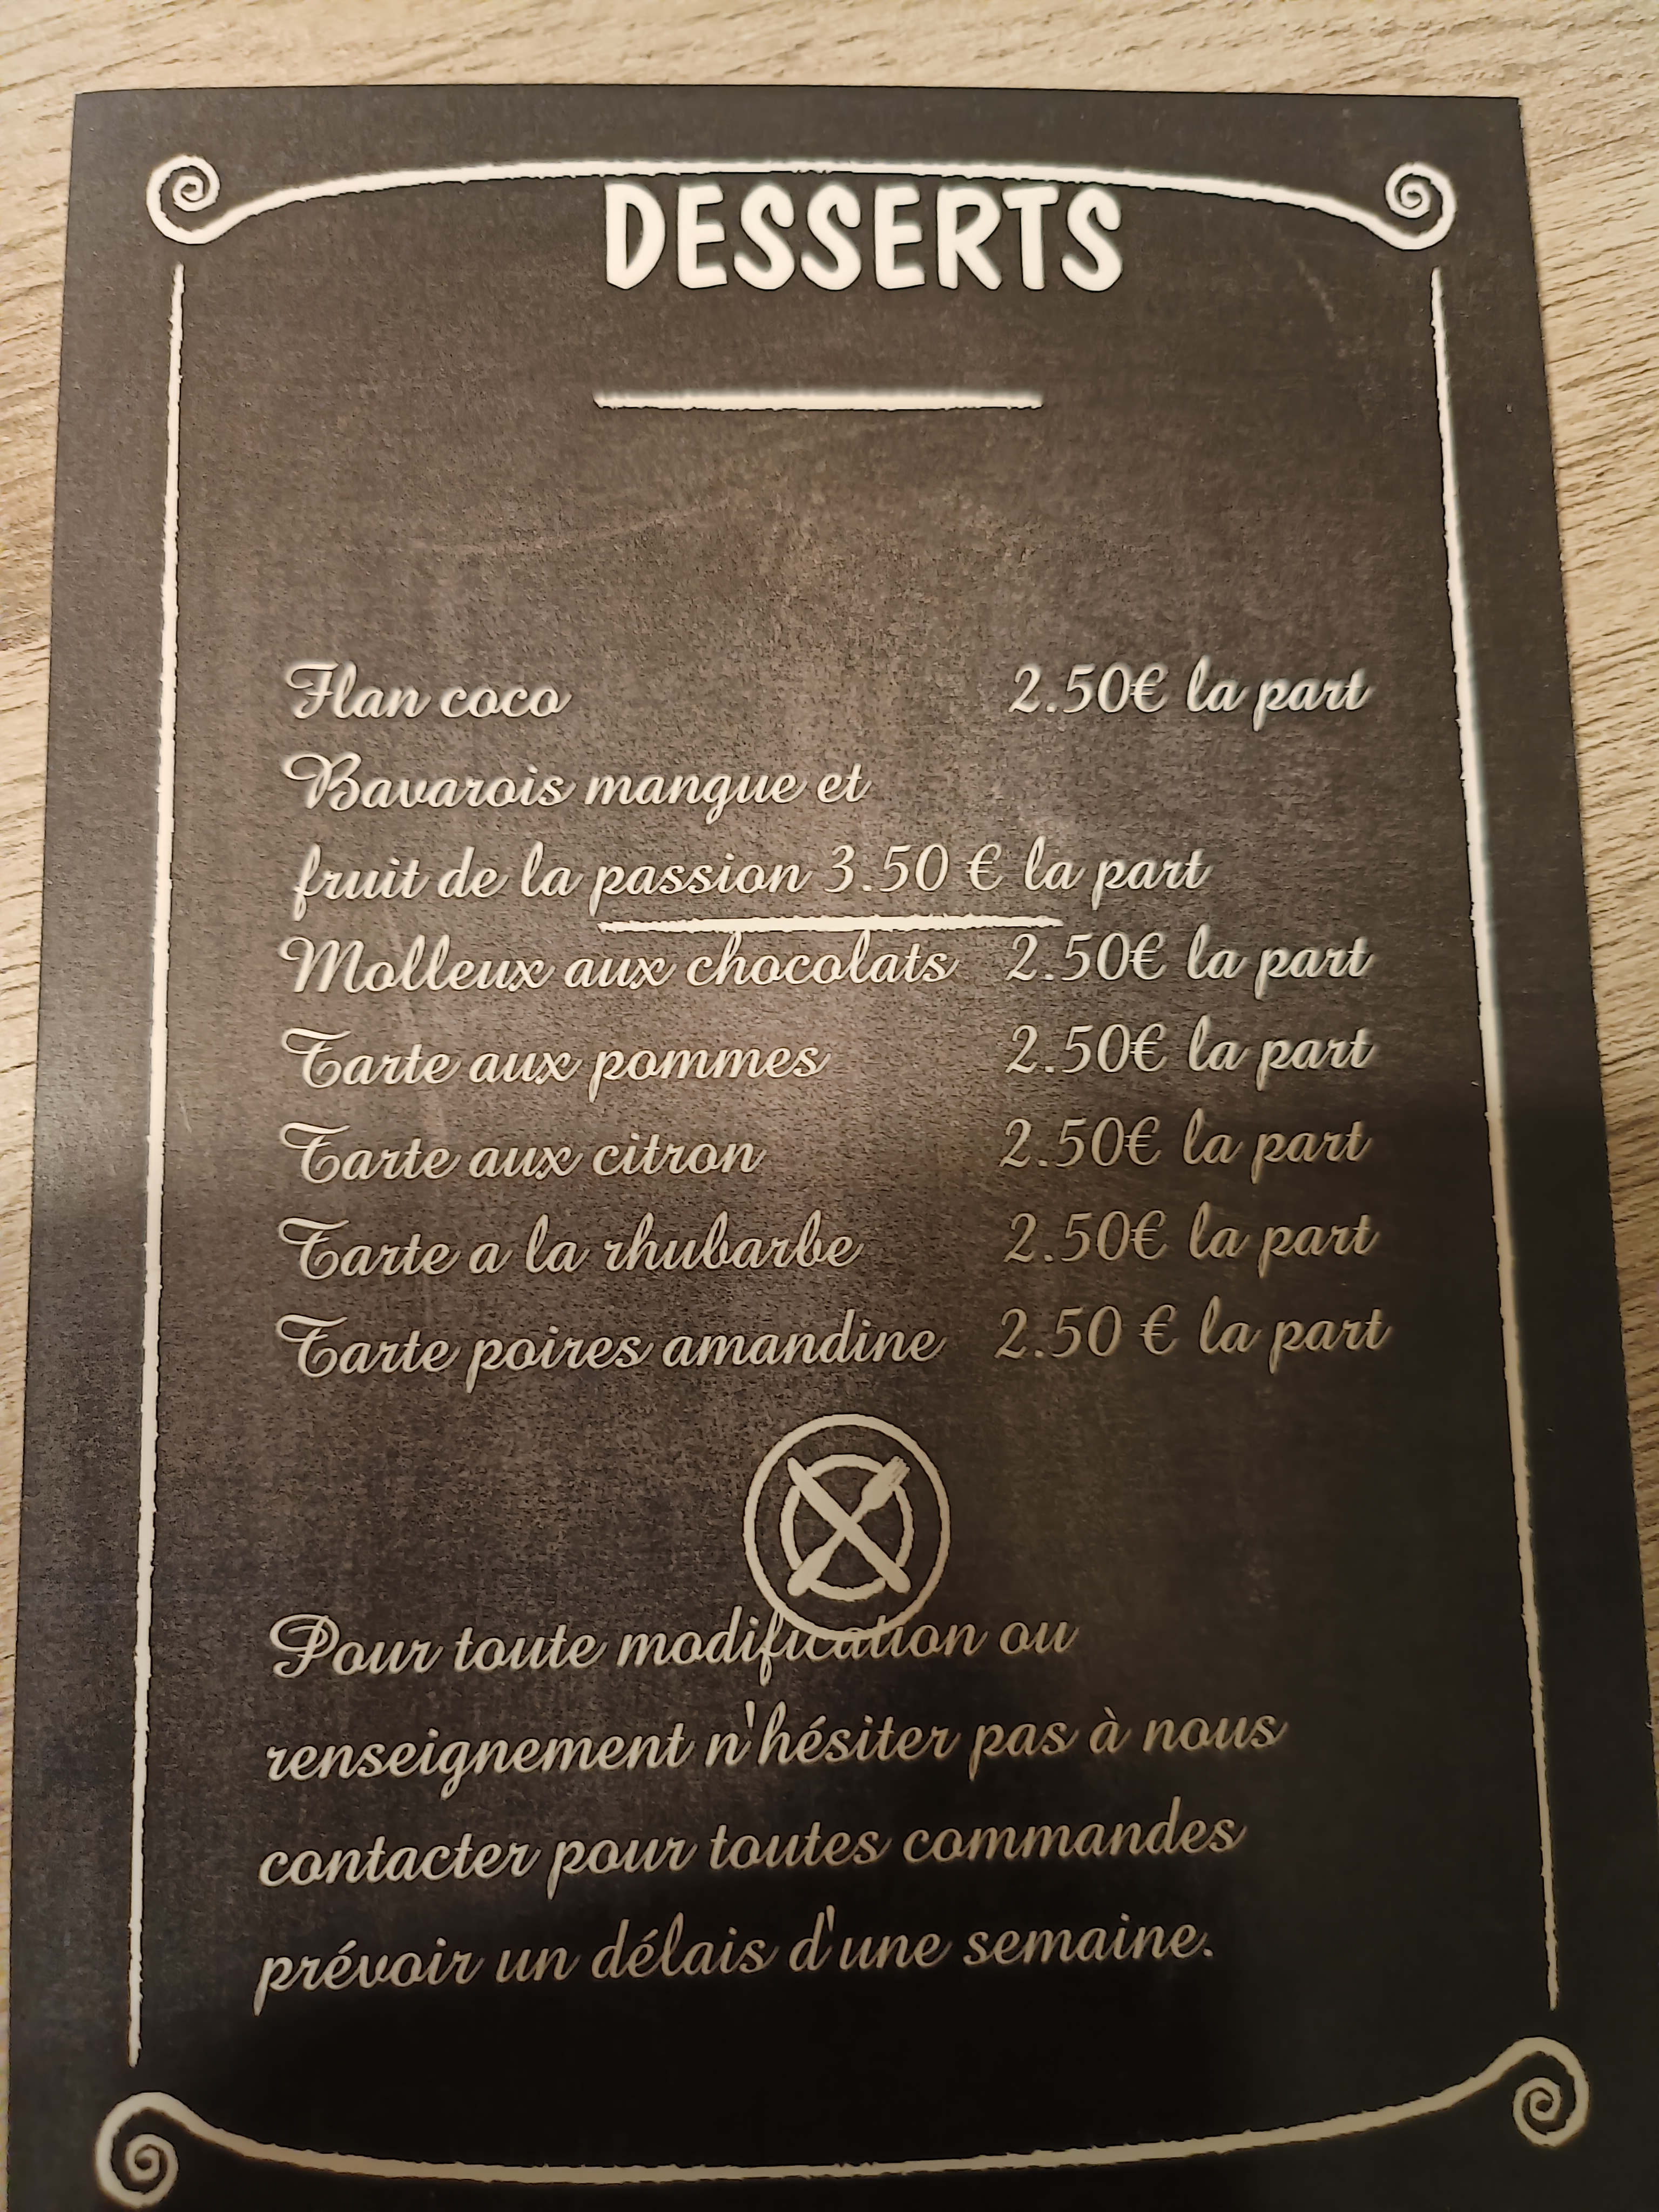 DESSERTS
Flan coco 2.50€ la part
Bavarois mangue et
fruit de la passion 3.50 € la part
Molleux aux chocolats 2.50€ la part
Tarte aux pommes 2.50€ la part
Tarte aux citron 2.50€ la part
Tarte a la rhubarbe 2.50€ la part
Tarte poires amandine 2.50 € la part
Pour toute modification ou
renseignement n'hésiter pas à nous
contacter pour toutes commandes
prévoir un délais d'une semaine.